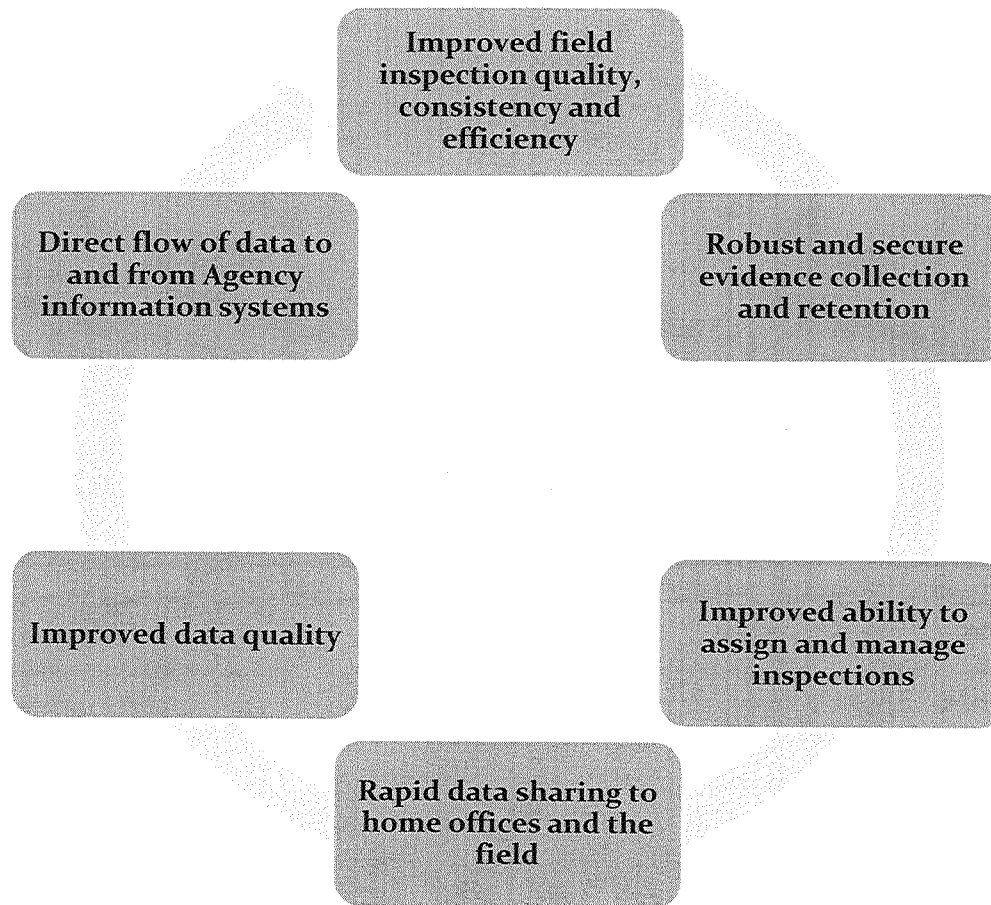 Improved field
inspection quality,
consistency and
efficiency
Robust and secure
evidence collection
and retention
Improved ability to
assign and manage
inspections
Rapid data sharing to
home offices and the
field
Improved data quality
Direct flow of data to
and from Agency
information systems